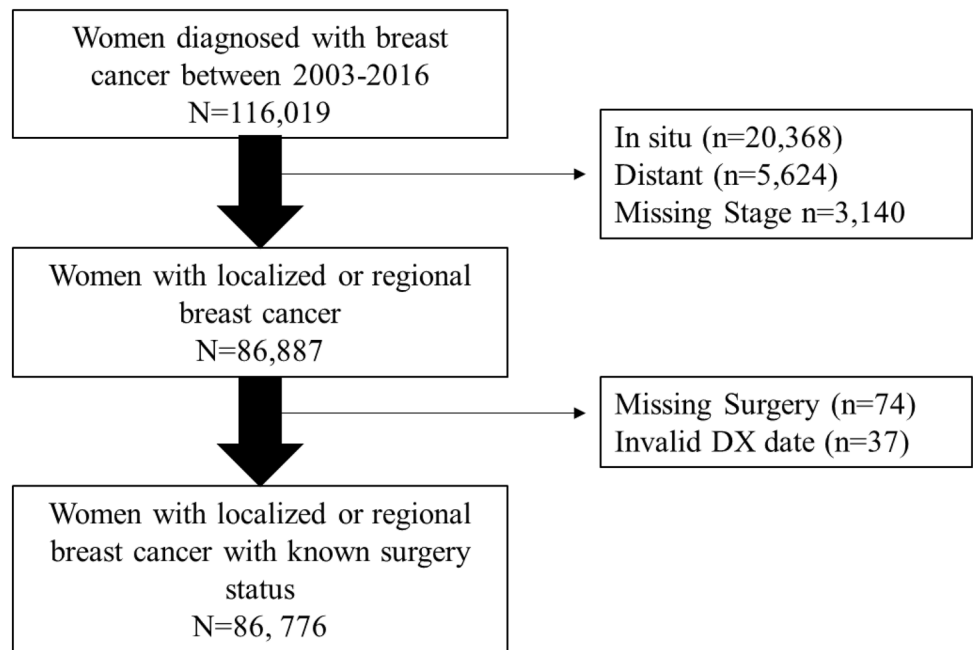 Women diagnosed with breast
cancer between 2003-2016
N=116,019
In situ (n=20,368)
Distant (n=5,624)
Missing Stage n=3,140
Women with localized or regional
breast cancer
N=86,887
Missing Surgery (n=74)
Invalid DX date (n=37)
Women with localized or regional
breast cancer with known surgery
status
N=86, 776